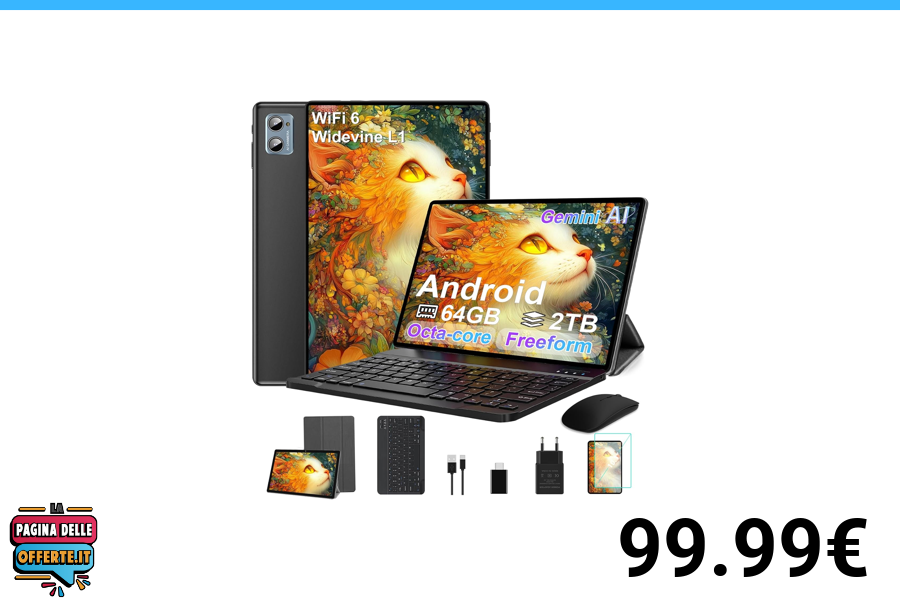 WiFi 6
Widevine L1
Gemini AI
Android
64GB
2TB
Octa-core
Freeform
LA
PAGINA DELLE
OFFERTE.IT
99.99€